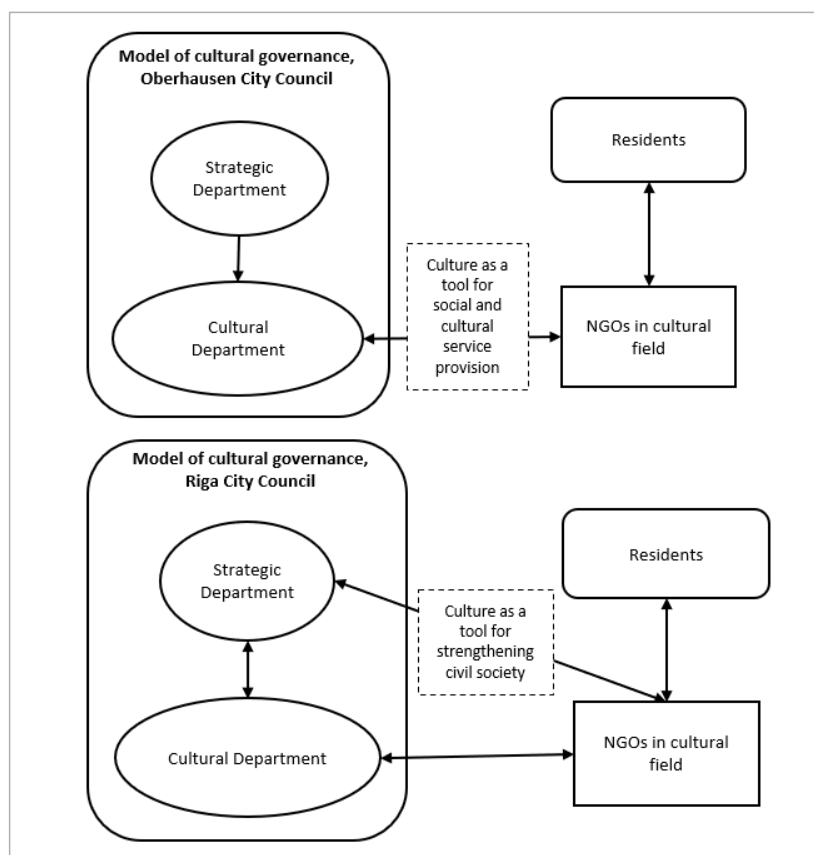 Model of cultural governance,
Oberhausen City Council
Strategic
Department
Cultural
Department
Culture as a
tool for
social and
cultural
service
provision
Residents
NGOs in cultural
field
Model of cultural governance,
Riga City Council
Strategic
Department
Cultural Department
Culture as a
tool for
strengthening
civil society
Residents
NGOs in cultural
field